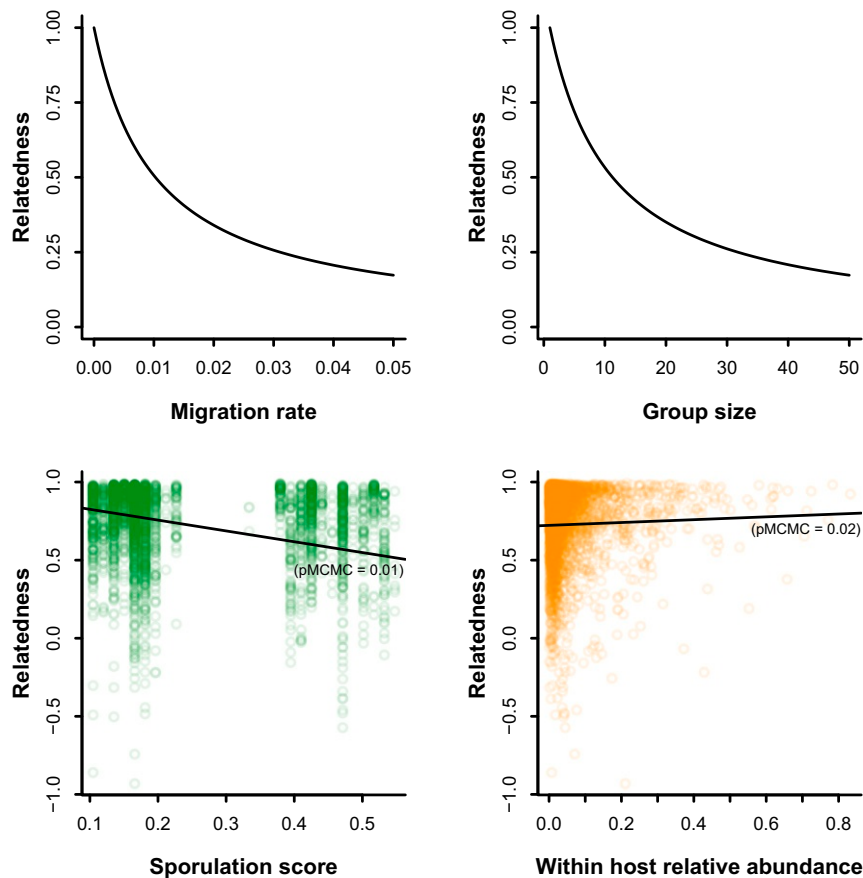 Relatedness
1.00
0.75
0.50
0.25
0.00
0.00 0.01 0.02 0.03 0.04 0.05
Migration rate
Relatedness
1.00
0.75
0.50
0.25
0.00
0 10 20 30 40 50
Group size
Relatedness
1.0
0.5
0.0
−0.5
−1.0
(pMCMC = 0.01)
0.1 0.2 0.4 0.5
Sporulation score
Relatedness
1.0
0.5
0.0
−0.5
−1.0
(pMCMC = 0.02)
0.0 0.2 0.4 0.6 0.8
Within host relative abundance